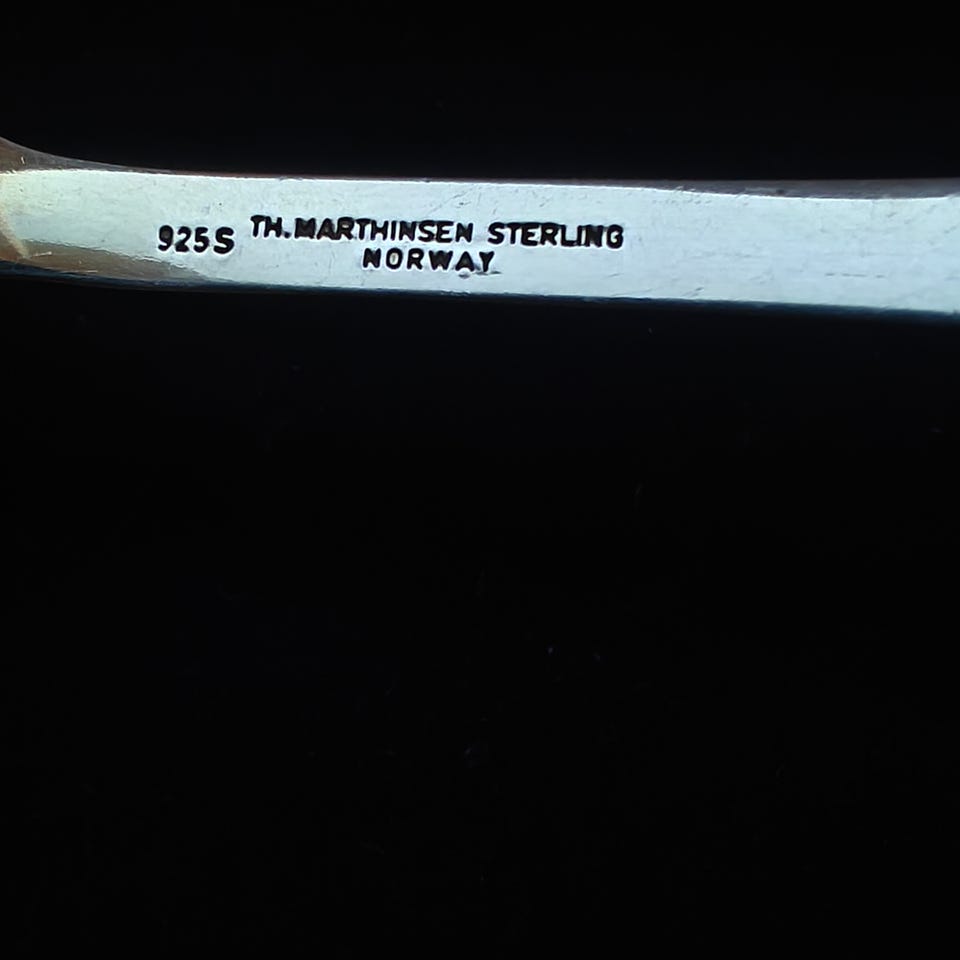 925S TH. MARTHINSEN STERLING
NORWAY